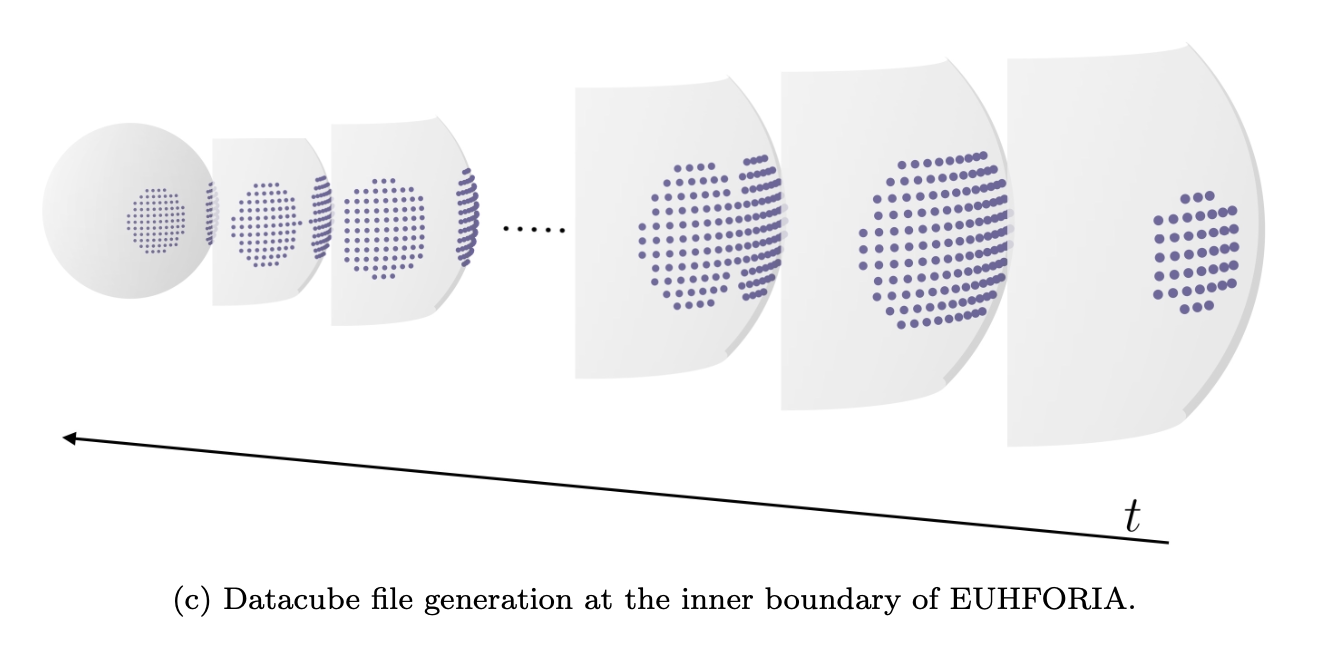 t
(c) Datacube file generation at the inner boundary of EUHFORIA.